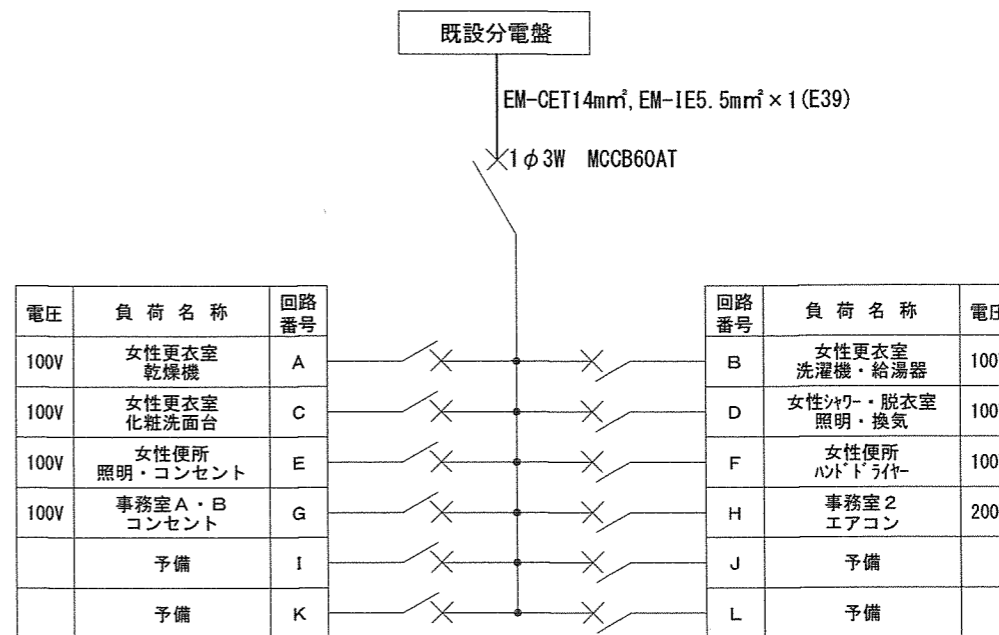 既設分電盤
EM-CET14m㎡, EM-IE5.5m㎡×1(E39)
1φ3W MCCB60AT
電圧 負荷名称 回路番号
100V 女性更衣室 乾燥機 A
100V 女性更衣室 化粧洗面台 C
100V 女性便所 照明・コンセント E
100V 事務室A・B コンセント G
予備 I
予備 K
回路番号 負荷名称 電圧
B 女性更衣室 洗濯機・給湯器 100
D 女性ｼｬﾜｰ・脱衣室 照明・換気 100
F 女性便所 ﾊﾝﾄﾞﾄﾞﾗｲﾔｰ 100
H 事務室2 エアコン 200
J 予備
L 予備